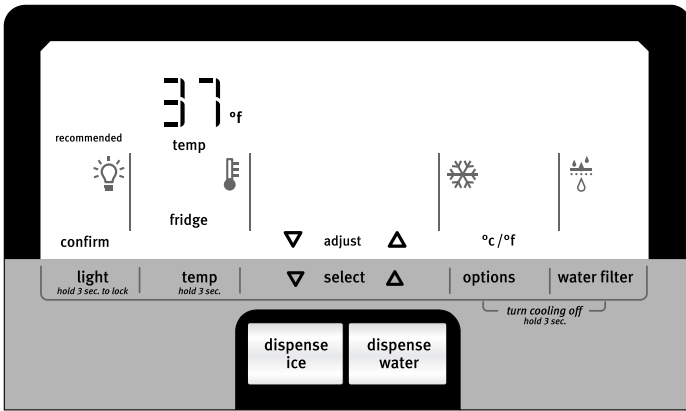 37 °f
recommended
temp
fridge
confirm
adjust
°c/°f
light
hold 3 sec. to lock
temp
hold 3 sec.
select
options
water filter
turn cooling off
hold 3 sec.
dispense
ice
dispense
water